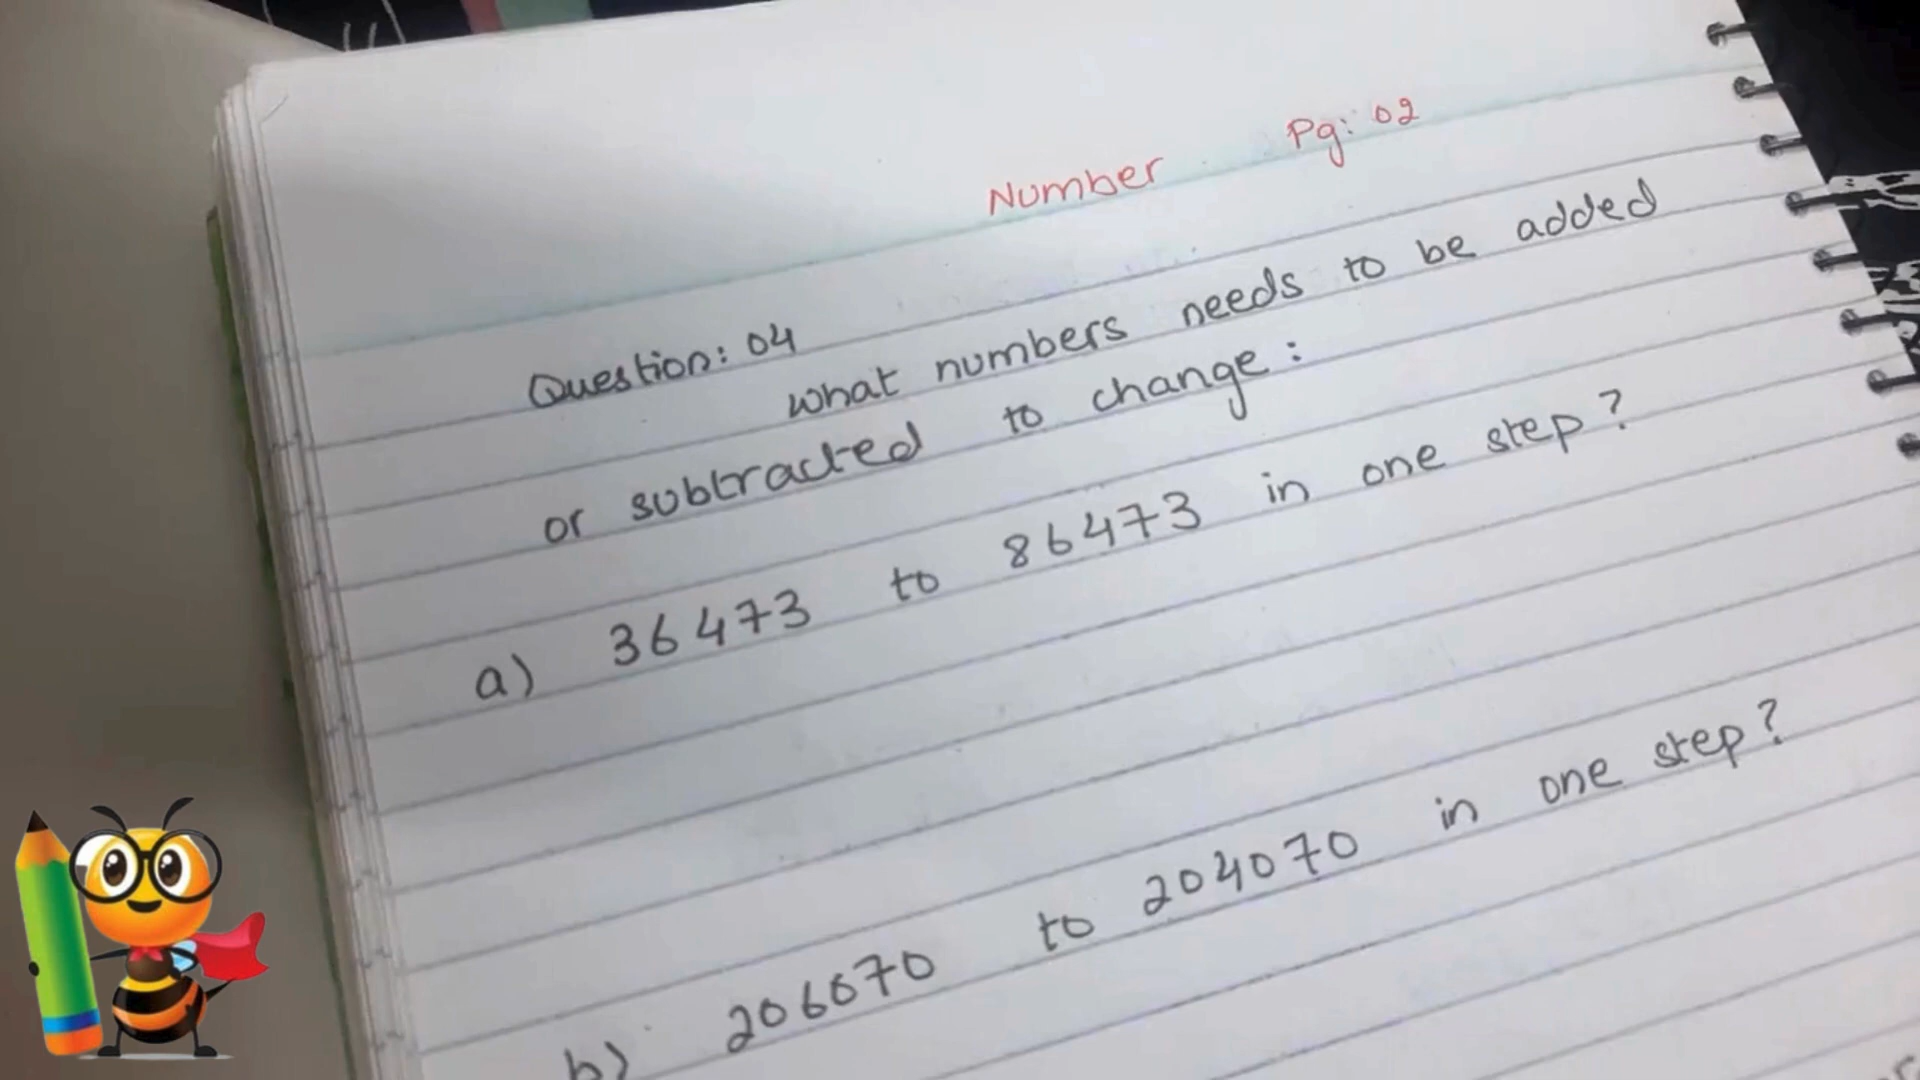 Number Pg: 02
Question: 04
What numbers needs to be added
or subtracted to change:
a) 36473 to 86473 in one step?
b) 206070 to 204070 in one step?